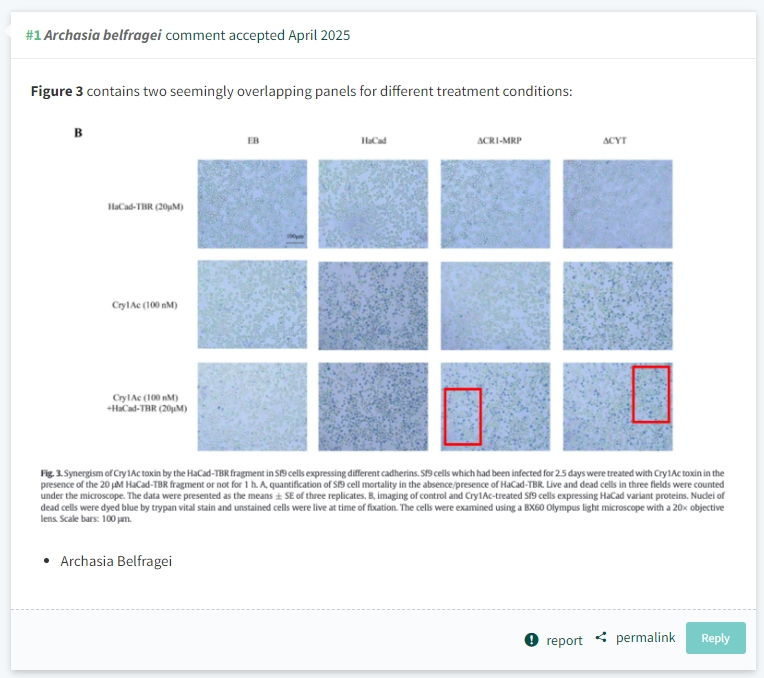 #1 Archasia belfragei comment accepted April 2025
Figure 3 contains two seemingly overlapping panels for different treatment conditions:
B
EB HaCad ΔCR1-MRP ΔCYT
HaCad-TBR (20μM)
100μm
Cry1Ac (100 nM)
Cry1Ac (100 nM)
+HaCad-TBR (20μM)
Fig. 3. Synergism of Cry1Ac toxin by the HaCad-TBR fragment in Sf9 cells expressing different cadherins. Sf9 cells which had been infected for 2.5 days were treated with Cry1Ac toxin in the
presence of the 20 μM HaCad-TBR fragment or not for 1 h. A, quantification of Sf9 cell mortality in the absence/presence of HaCad-TBR. Live and dead cells in three fields were counted
under the microscope. The data were presented as the means ± SE of three replicates. B, imaging of control and Cry1Ac-treated Sf9 cells expressing HaCad variant proteins. Nuclei of
dead cells were dyed blue by trypan vital stain and unstained cells were live at time of fixation. The cells were examined using a BX60 Olympus light microscope with a 20× objective
lens. Scale bars: 100 μm.
• Archasia Belfragei
report permalink Reply